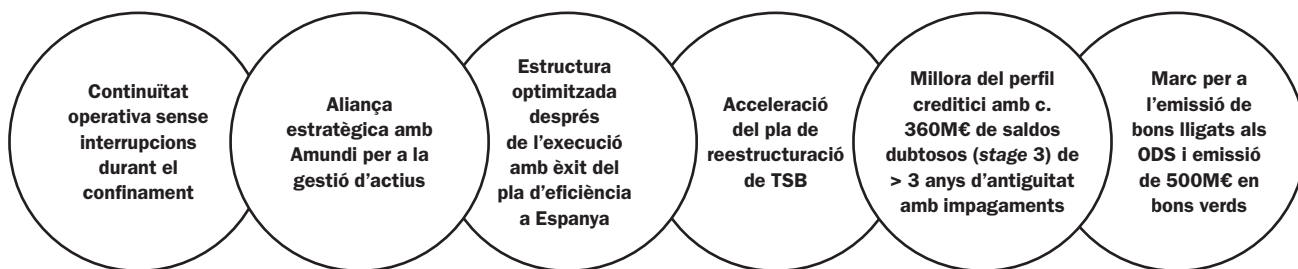 Continuïtat
operativa sense
interrupcions
durant el
confinament
Aliança
estratègica amb
Amundi per a la
gestió d'actius
Estructura
optimitzada
després
de l'execució
amb èxit del
pla d'eficiència
a Espanya
Acceleració
del pla de
reestructuració
de TSB
Millora del perfil
creditici amb c.
360M€ de saldos
dubtosos (stage 3) de
> 3 anys d'antiguitat
amb impagaments
Marc per a
l'emissió de
bons lligats als
ODS i emissió
de 500M€ en
bons verds